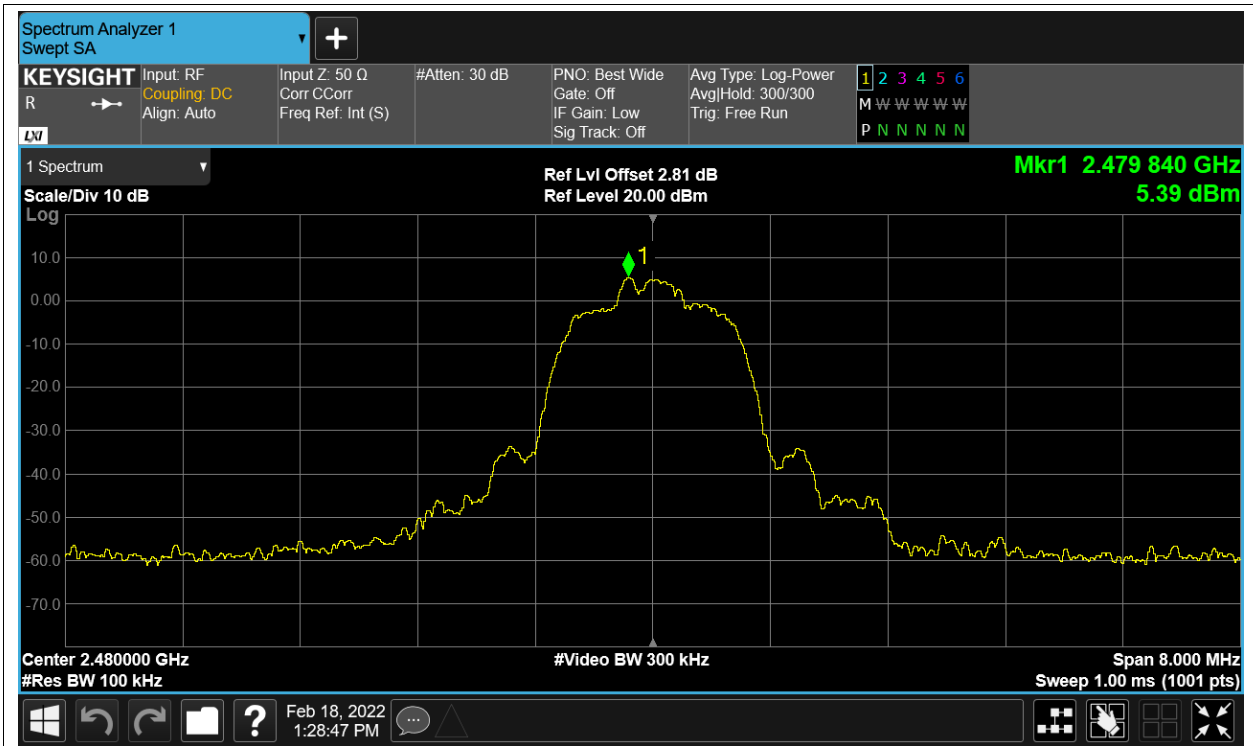 Spectrum Analyzer 1
Swept SA
KEYSIGHT
R
LXI
Input: RF
Coupling: DC
Align: Auto
Input Z: 50 Ω
Corr CCorr
Freq Ref: Int (S)
#Atten: 30 dB
PNO: Best Wide
Gate: Off
IF Gain: Low
Sig Track: Off
Avg Type: Log-Power
Avg|Hold: 300/300
Trig: Free Run
1 2 3 4 5 6
M W W W W W W
P N N N N N N
1 Spectrum
Scale/Div 10 dB
Log
Ref Lvl Offset 2.81 dB
Ref Level 20.00 dBm
Mkr1 2.479 840 GHz
5.39 dBm
1
10.0
0.00
-10.0
-20.0
-30.0
-40.0
-50.0
-60.0
-70.0
Center 2.480000 GHz
#Res BW 100 kHz
#Video BW 300 kHz
Span 8.000 MHz
Sweep 1.00 ms (1001 pts)
?
Feb 18, 2022
1:28:47 PM